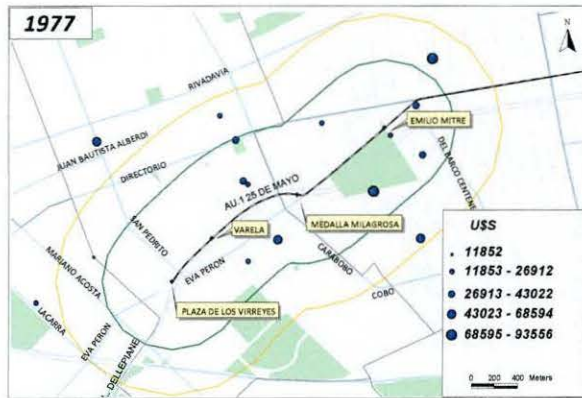 1977
N
RIVADAVIA
JUAN BAUTISTA ALBERDI
EMILIO MITRE
DIRECTORIO
DEL BARCO CENTENE
AU.1 25 DE MAYO
SAN PEDRITO
MEDALLA MILAGROSA
VARELA
MARIANO ACOSTA
CARABOBO
EVA PERON
COBO
PLAZA DE LOS VIRREYES
LACARRA
EVA PERON
DELLEPIANE
U$S
11852
11853 - 26912
26913 - 43022
43023 - 68594
68595 - 93556
0 200 400 Meters